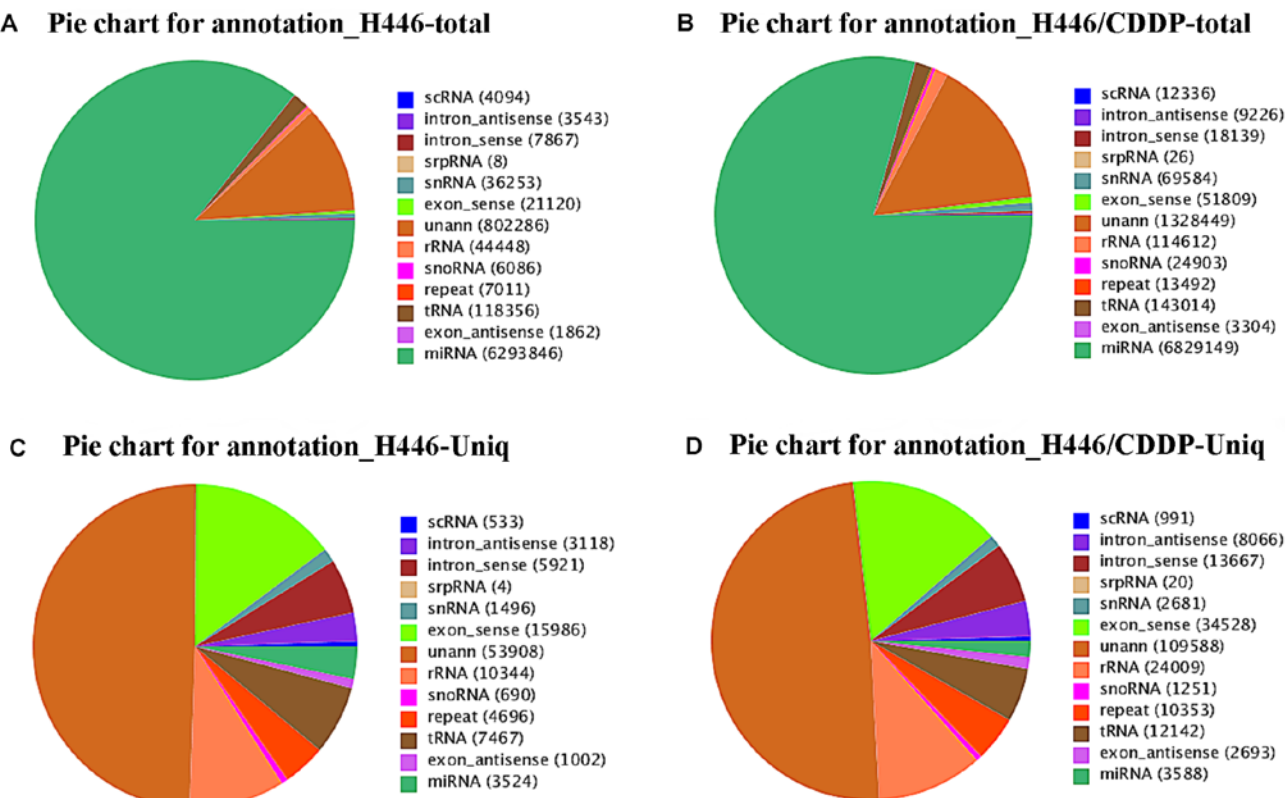 A Pie chart for annotation_H446-total
scRNA (4094)
intron_antisense (3543)
intron_sense (7867)
srpRNA (8)
snRNA (36253)
exon_sense (21120)
unann (802286)
rRNA (44448)
snoRNA (6086)
repeat (7011)
tRNA (118356)
exon_antisense (1862)
miRNA (6293846)
B Pie chart for annotation_H446/CDDP-total
scRNA (12336)
intron_antisense (9226)
intron_sense (18139)
srpRNA (26)
snRNA (69584)
exon_sense (51809)
unann (1328449)
rRNA (114612)
snoRNA (24903)
repeat (13492)
tRNA (143014)
exon_antisense (3304)
miRNA (6829149)
C Pie chart for annotation_H446-Uniq
scRNA (533)
intron_antisense (3118)
intron_sense (5921)
srpRNA (4)
snRNA (1496)
exon_sense (15986)
unann (53908)
rRNA (10344)
snoRNA (690)
repeat (4696)
tRNA (7467)
exon_antisense (1002)
miRNA (3524)
D Pie chart for annotation_H446/CDDP-Uniq
scRNA (991)
intron_antisense (8066)
intron_sense (13667)
srpRNA (20)
snRNA (2681)
exon_sense (34528)
unann (109588)
rRNA (24009)
snoRNA (1251)
repeat (10353)
tRNA (12142)
exon_antisense (2693)
miRNA (3588)